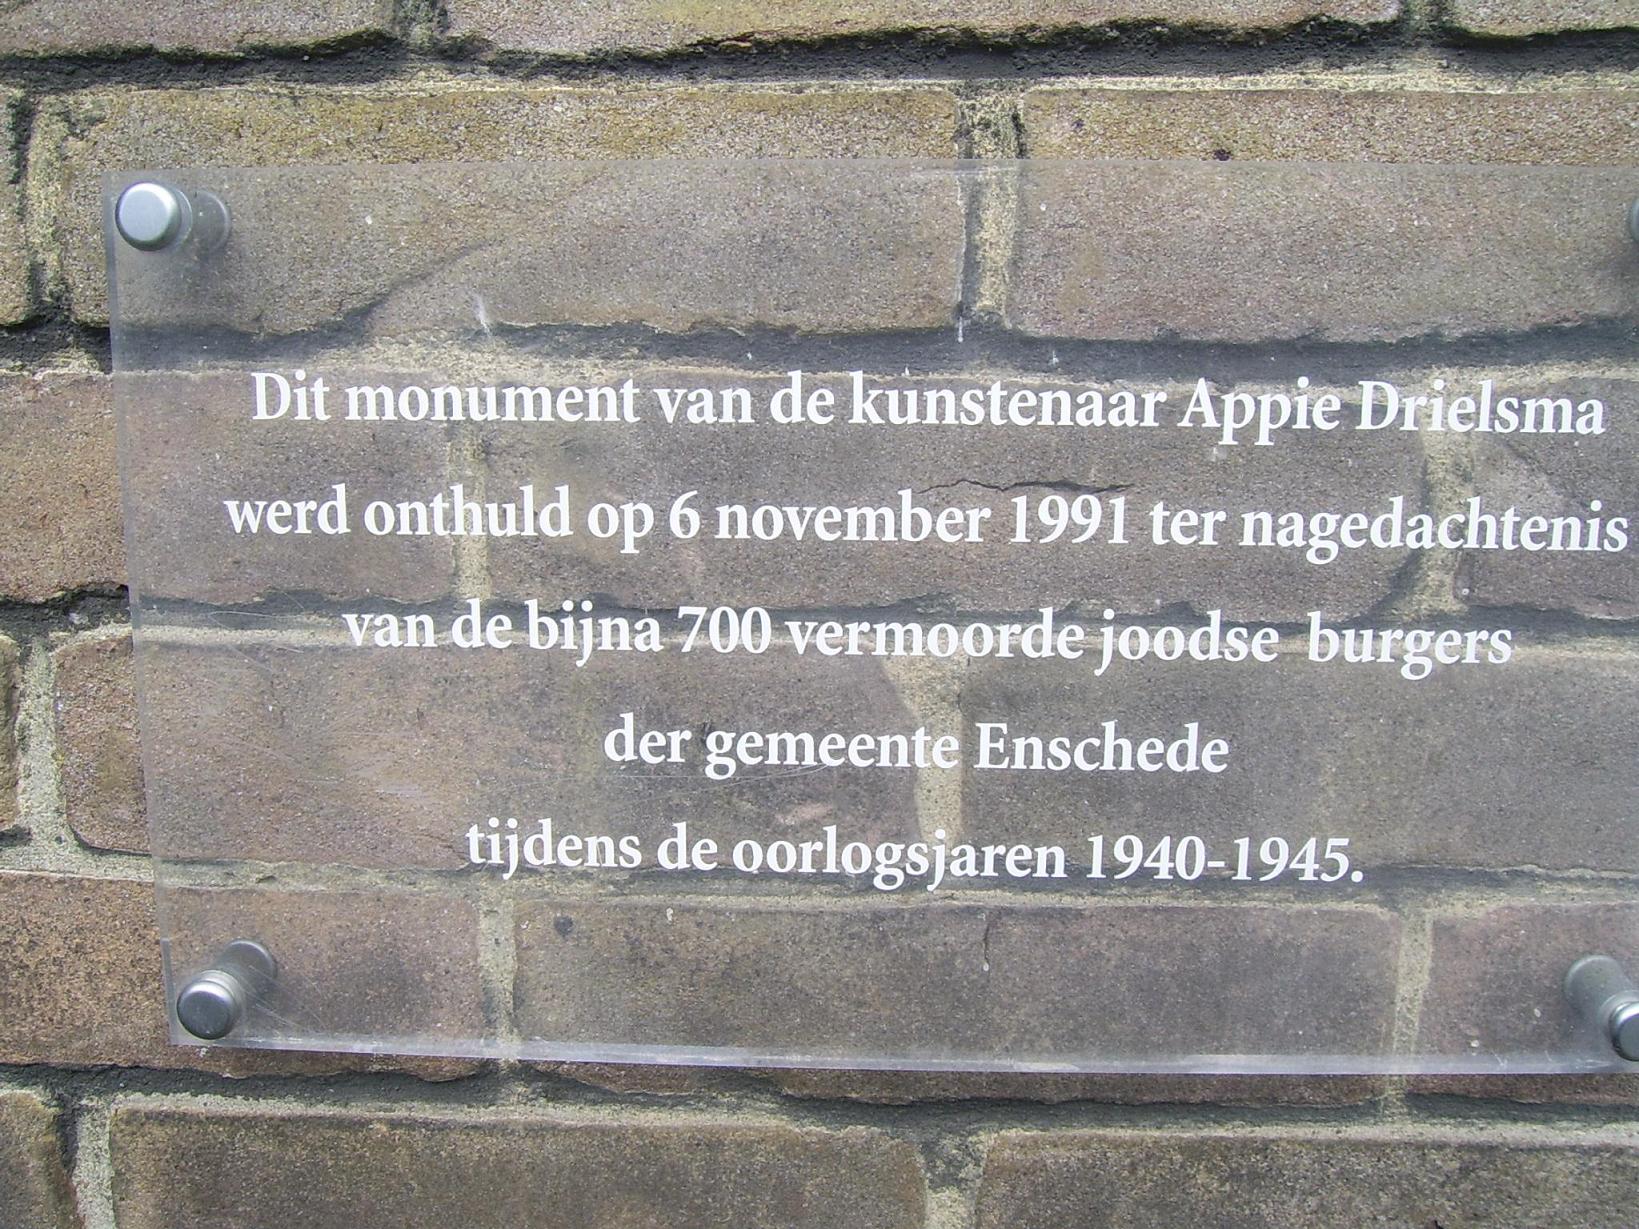 Dit monument van de kunstenaar Appie Drielsma
werd onthuld op 6 november 1991 ter nagedachtenis
van de bijna 700 vermoorde joodse burgers
der gemeente Enschede
tijdens de oorlogsjaren 1940-1945.